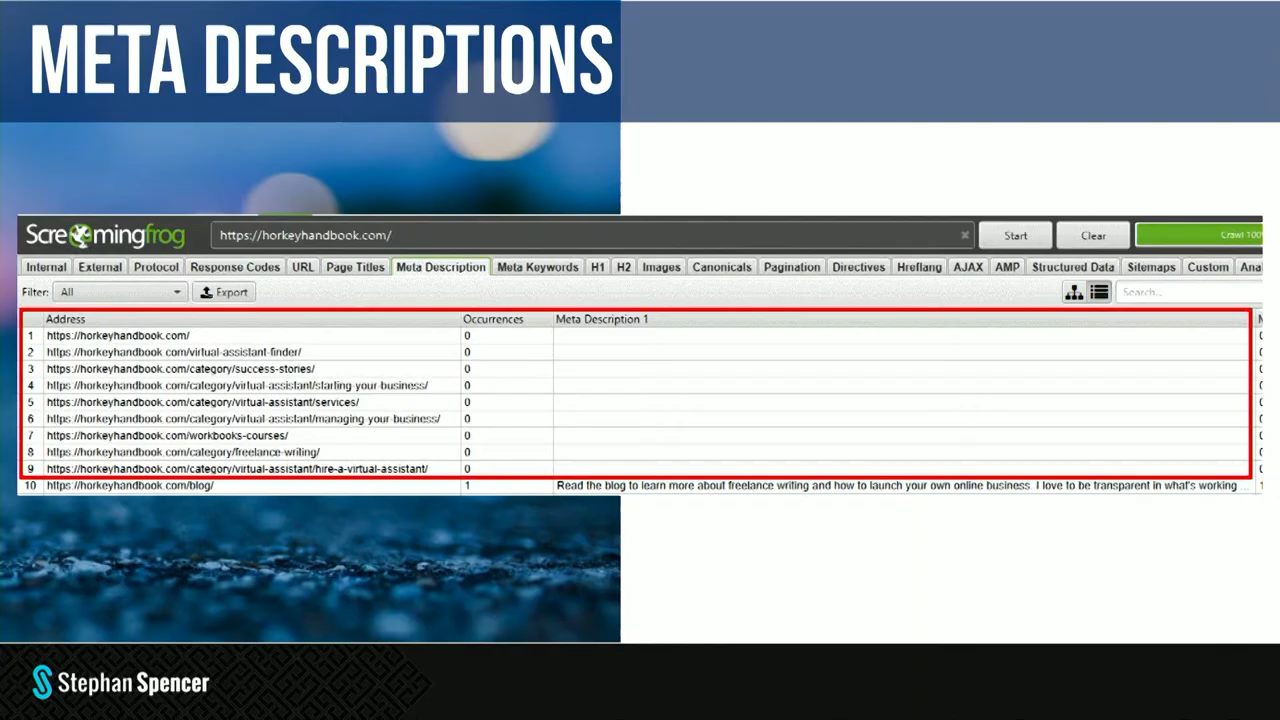 META DESCRIPTIONS
Screamingfrog https://horkeyhandbook.com/ Start Clear Crawl 100%
Internal External Protocol Response Codes URL Page Titles Meta Description Meta Keywords H1 H2 Images Canonicals Pagination Directives Hreflang AJAX AMP Structured Data Sitemaps Custom Ana
Filter: All Export Search...
Address Occurrences Meta Description 1
1 https://horkeyhandbook.com/ 0
2 https://horkeyhandbook.com/virtual-assistant-finder/ 0
3 https://horkeyhandbook.com/category/success-stories/ 0
4 https://horkeyhandbook.com/category/virtual-assistant/starting-your-business/ 0
5 https://horkeyhandbook.com/category/virtual-assistant/services/ 0
6 https://horkeyhandbook.com/category/virtual-assistant/managing-your-business/ 0
7 https://horkeyhandbook.com/workbooks-courses/ 0
8 https://horkeyhandbook.com/category/freelance-writing/ 0
9 https://horkeyhandbook.com/category/virtual-assistant/hire-a-virtual-assistant/ 0
10 https://horkeyhandbook.com/blog/ 1 Read the blog to learn more about freelance writing and how to launch your own online business. I love to be transparent in what's working ... 1
Stephan Spencer